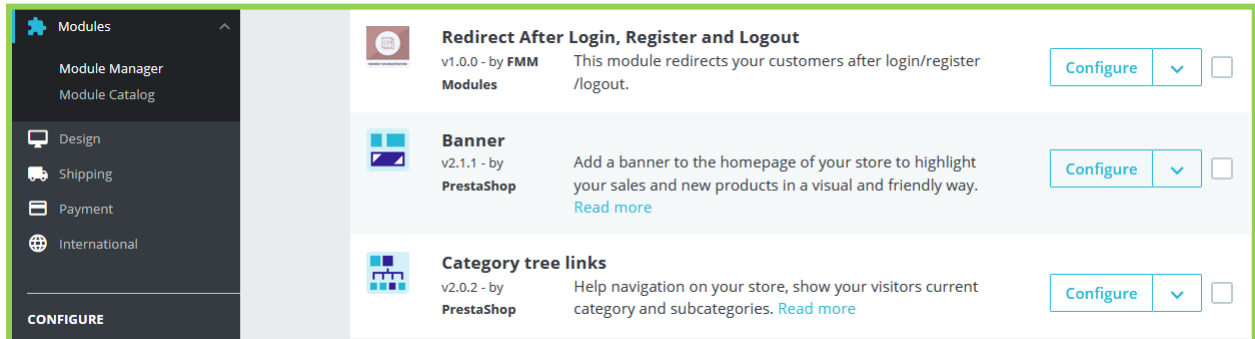 Modules
Module Manager
Module Catalog
Design
Shipping
Payment
International
CONFIGURE
Redirect After Login, Register and Logout
v1.0.0 - by FMM Modules
This module redirects your customers after login/register
/logout.
Configure
Banner
v2.1.1 - by
PrestaShop
Add a banner to the homepage of your store to highlight
your sales and new products in a visual and friendly way.
Read more
Configure
Category tree links
v2.0.2 - by
PrestaShop
Help navigation on your store, show your visitors current
category and subcategories. Read more
Configure